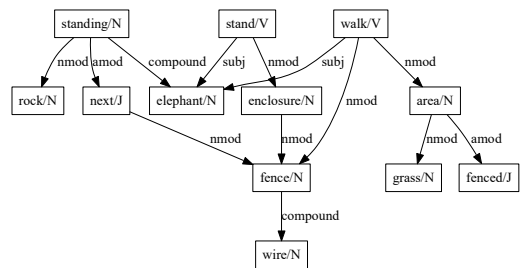 standing/N stand/V walk/V
nmod amod compound subj nmod subj nmod
rock/N next/J elephant/N enclosure/N area/N
nmod nmod nmod nmod amod
fence/N grass/N fenced/J
compound
wire/N